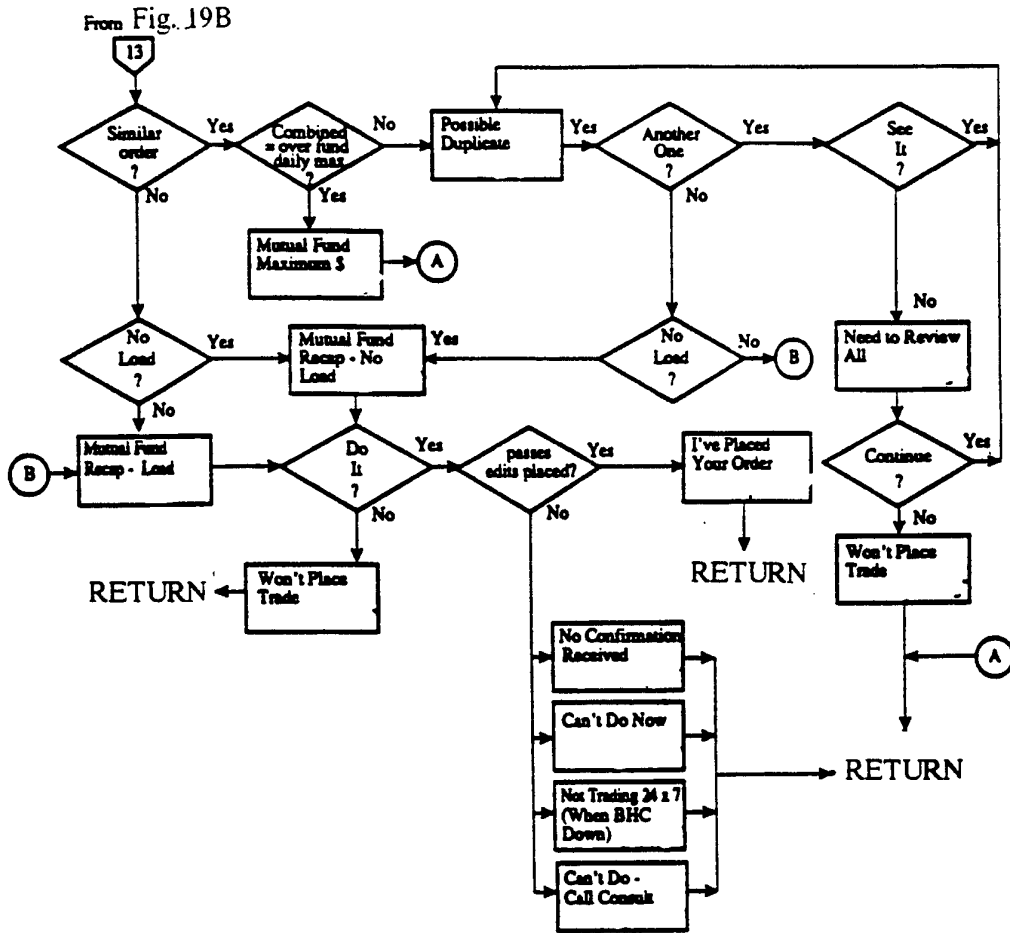 From Fig. 19B
13
Similar
order
?
Yes
No
Combined
= over fund
daily max
?
No
Yes
Possible
Duplicate
Yes
Another
One
?
Yes
No
See
It
?
Yes
No
Mutual Fund
Maximum $
A
No
Load
?
Yes
No
Mutual Fund
Recap - No
Load
Yes
No
Load
?
No
B
Need to Review
All
B
Mutual Fund
Recap - Load
Do
It
?
Yes
No
passes
edits placed?
Yes
No
I've Placed
Your Order
Continue
?
Yes
No
RETURN
Won't Place
Trade
RETURN
Won't Place
Trade
No Confirmation
Received
A
Can't Do Now
RETURN
Not Trading 24 x 7
(When BHC
Down)
Can't Do -
Call Consult